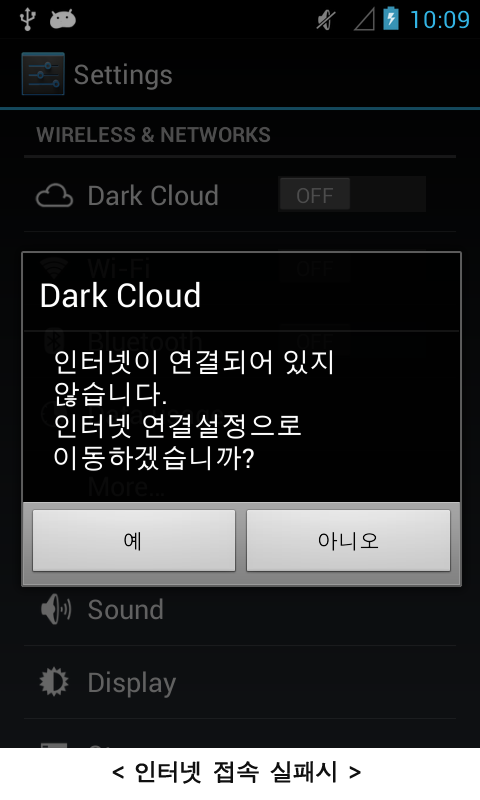 10:09
Settings
WIRELESS & NETWORKS
Dark Cloud OFF
Wi-Fi OFF
Dark Cloud
Bluetooth
인터넷이 연결되어 있지
않습니다.
인터넷 연결설정으로
이동하겠습니까?
More...
예 아니오
Sound
Display
< 인터넷 접속 실패시 >